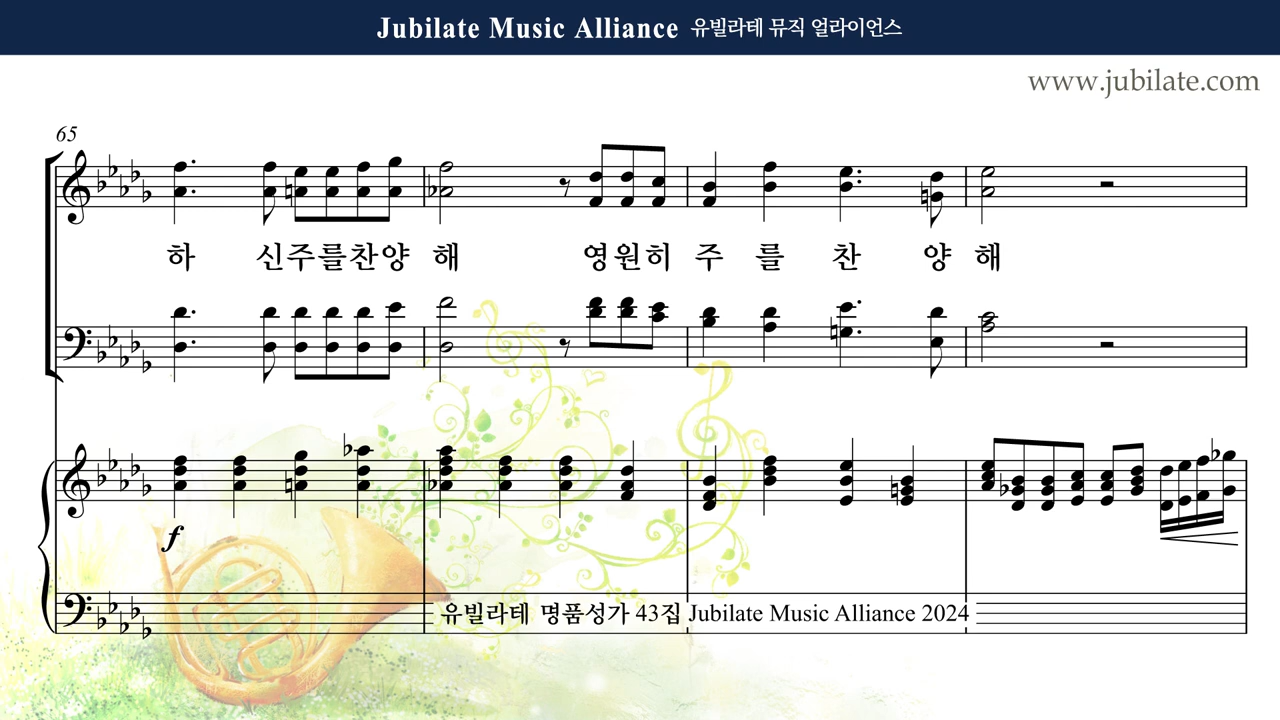 Jubilate Music Alliance 유빌라테 뮤직 얼라이언스
www.jubilate.com
65
하 신주를찬양 해 영원히 주 를 찬 양 해
f
유빌라테 명품성가 43집 Jubilate Music Alliance 2024